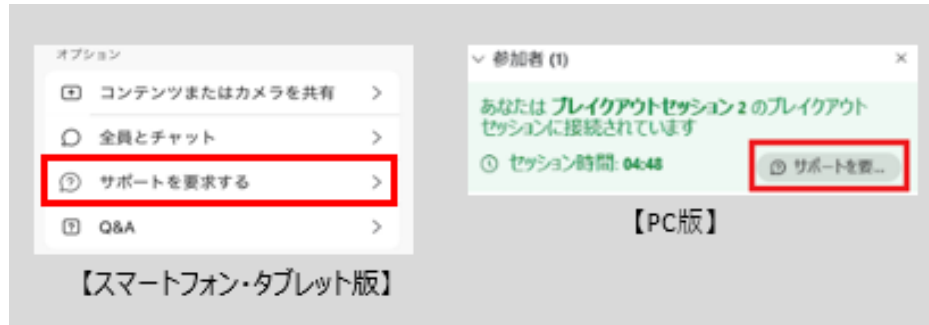 オプション
コンテンツまたはカメラを共有
全員とチャット
サポートを要求する
Q&A
【スマートフォン・タブレット版】
参加者 (1)
あなたは ブレイクアウトセッション 2 のブレイクアウト
セッションに接続されています
セッション時間: 04:48
サポートを要...
【PC版】